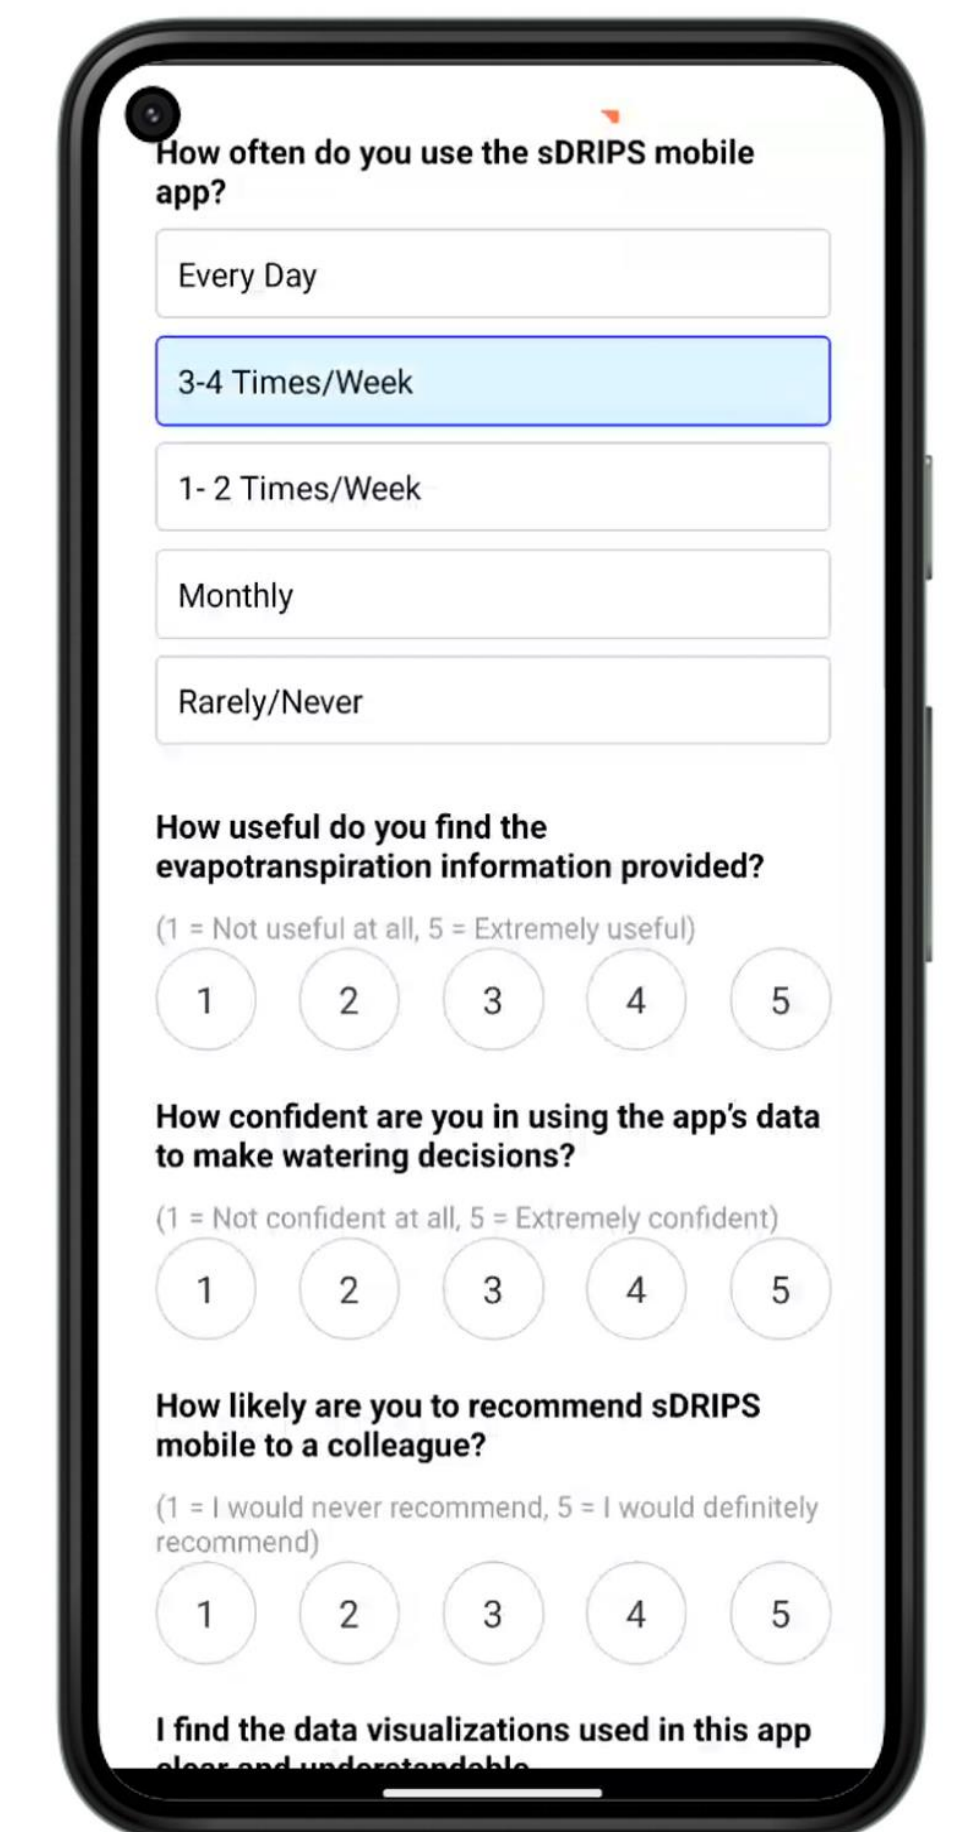 How often do you use the sDRIPS mobile
app?
Every Day
3-4 Times/Week
1- 2 Times/Week
Monthly
Rarely/Never
How useful do you find the
evapotranspiration information provided?
(1 = Not useful at all, 5 = Extremely useful)
1 2 3 4 5
How confident are you in using the app's data
to make watering decisions?
(1 = Not confident at all, 5 = Extremely confident)
1 2 3 4 5
How likely are you to recommend sDRIPS
mobile to a colleague?
(1 = I would never recommend, 5 = I would definitely
recommend)
1 2 3 4 5
I find the data visualizations used in this app
clear and understandable